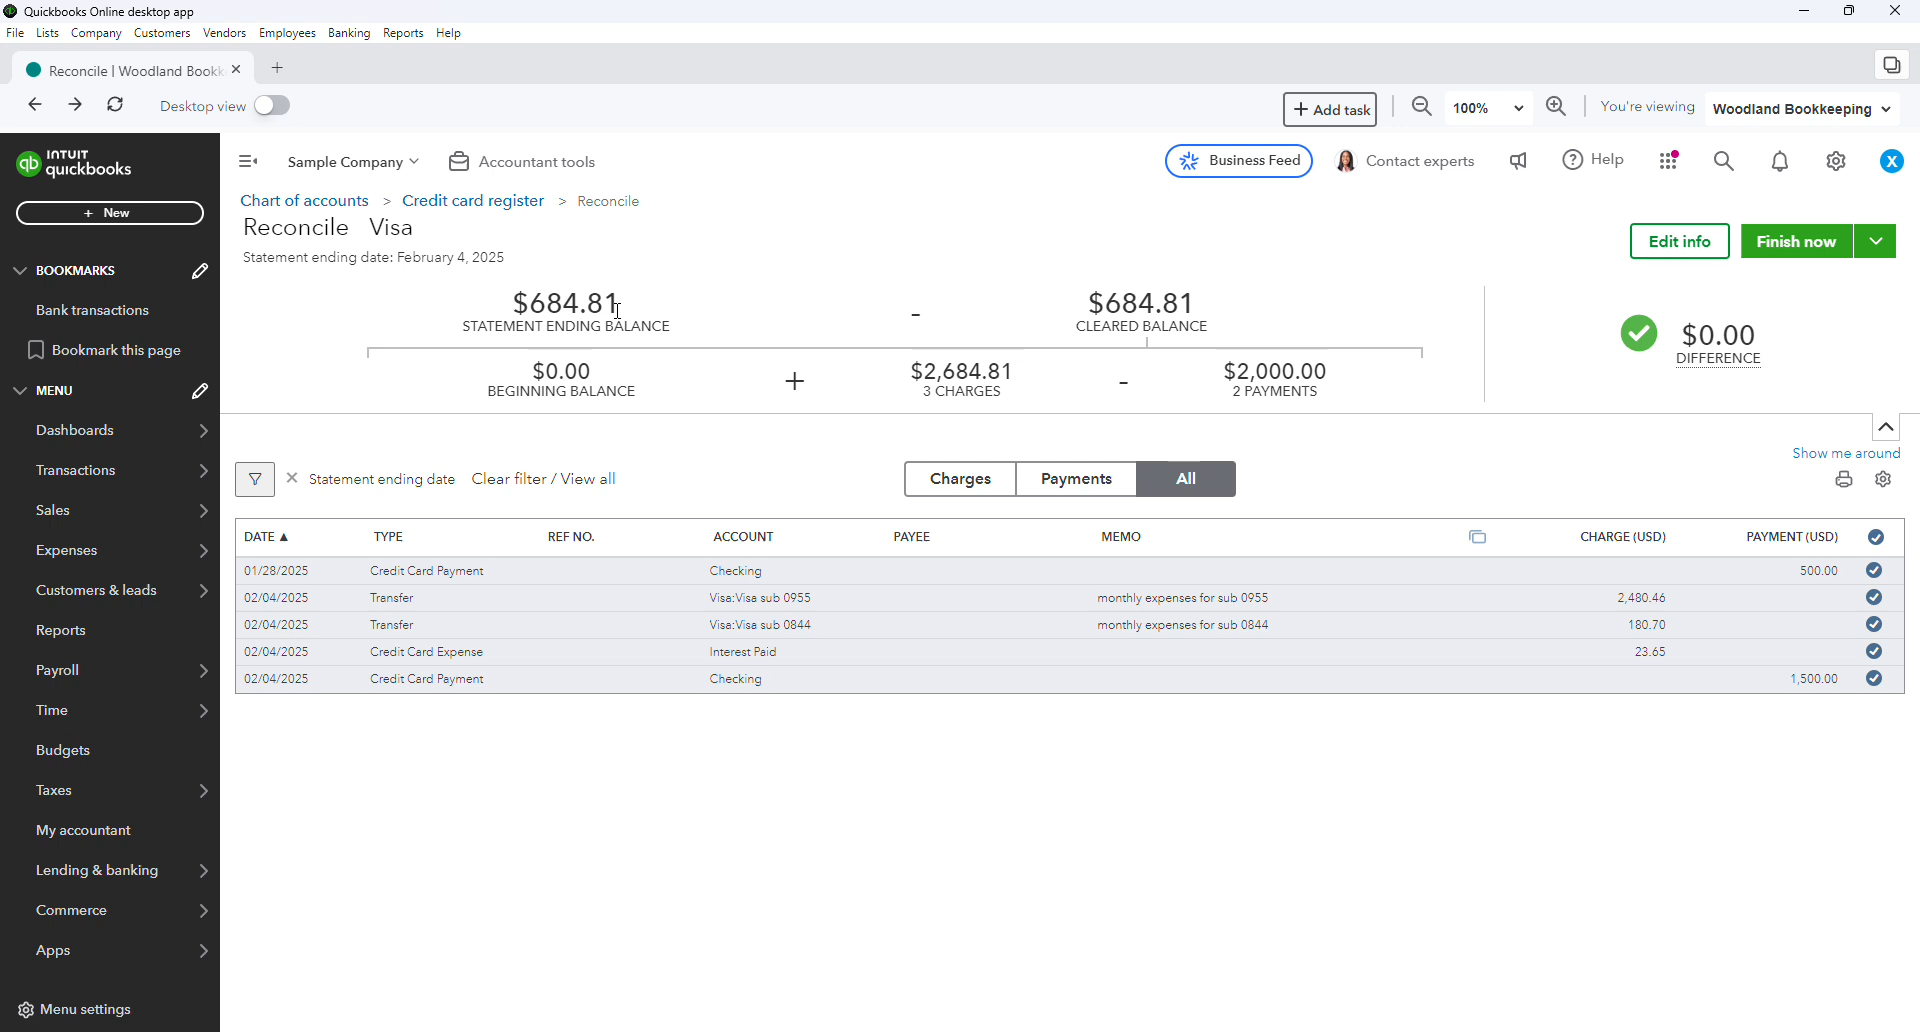 Quickbooks Online desktop app
File Lists Company Customers Vendors Employees Banking Reports Help
Reconcile | Woodland Bookk
Desktop view
+ Add task
100%
You're viewing
Woodland Bookkeeping
INTUIT
quickbooks
qb
Sample Company
Accountant tools
Business Feed
Contact experts
Help
X
+ New
BOOKMARKS
Bank transactions
Bookmark this page
MENU
Dashboards
Transactions
Sales
Expenses
Customers & leads
Reports
Payroll
Time
Budgets
Taxes
My accountant
Lending & banking
Commerce
Apps
Menu settings
Chart of accounts > Credit card register > Reconcile
Reconcile Visa
Statement ending date: February 4, 2025
Edit info
Finish now
$684.81 - $684.81
STATEMENT ENDING BALANCE CLEARED BALANCE
$0.00 + $2,684.81 - $2,000.00
BEGINNING BALANCE 3 CHARGES 2 PAYMENTS
$0.00
DIFFERENCE
Show me around
Statement ending date Clear filter / View all
Charges Payments All
DATE ▲ TYPE REF NO. ACCOUNT PAYEE MEMO CHARGE (USD) PAYMENT (USD)
01/28/2025 Credit Card Payment Checking 500.00
02/04/2025 Transfer Visa:Visa sub 0955 monthly expenses for sub 0955 2,480.46
02/04/2025 Transfer Visa:Visa sub 0844 monthly expenses for sub 0844 180.70
02/04/2025 Credit Card Expense Interest Paid 23.65
02/04/2025 Credit Card Payment Checking 1,500.00